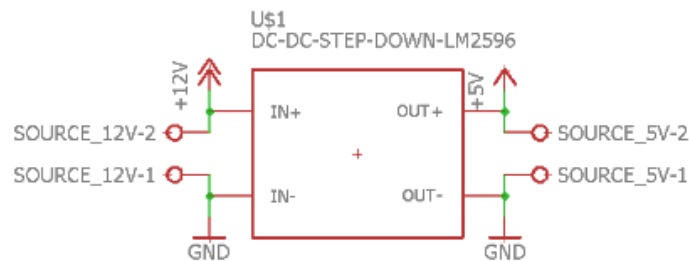 U$1
DC-DC-STEP-DOWN-LM2596
+12V
+5V
IN+
OUT+
SOURCE_12V-2
SOURCE_5V-2
SOURCE_12V-1
SOURCE_5V-1
IN-
OUT-
GND
GND